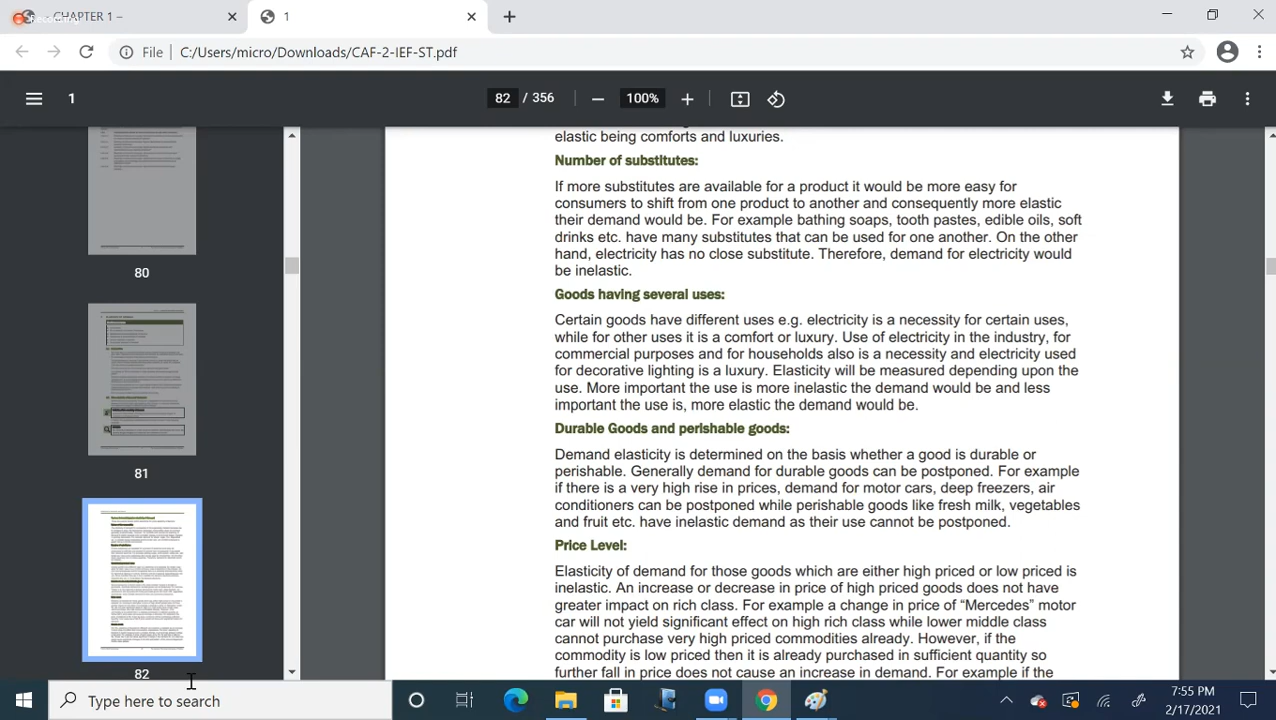 Recording
CHAPTER 1 –
1
File
C:/Users/micro/Downloads/CAF-2-IEF-ST.pdf
1
82 / 356
100%
80
81
82
elastic being comforts and luxuries.
Number of substitutes:
If more substitutes are available for a product it would be more easy for
consumers to shift from one product to another and consequently more elastic
their demand would be. For example bathing soaps, tooth pastes, edible oils, soft
drinks etc. have many substitutes that can be used for one another. On the other
hand, electricity has no close substitute. Therefore, demand for electricity would
be inelastic.
Goods having several uses:
Certain goods have different uses e.g. electricity is a necessity for certain uses,
while for other uses it is a comfort or luxury. Use of electricity in the industry, for
commercial purposes and for households also is a necessity and electricity used
for decorative lighting is a luxury. Elasticity will be measured depending upon the
use. More important the use is more inelastic the demand would be and less
important the use is, more elastic the demand would be.
Durable Goods and perishable goods:
Demand elasticity is determined on the basis whether a good is durable or
perishable. Generally demand for durable goods can be postponed. For example
if there is a very high rise in prices, demand for motor cars, deep freezers, air
conditioners can be postponed while perishable goods like fresh milk, vegetables
and fruit etc. have inelastic demand as their use cannot be postponed.
Price Level:
Elasticity of demand for those goods which are either high priced or low priced is
inelastic. An increase or decrease in price of high priced goods does not have
greater impact on rich class. For example a change in price of “Mercedes” motor
car will not yield significant effect on high rich class while lower middle class
cannot purchase very high priced commodities already. However, if the
commodity is low priced then it is already purchased in sufficient quantity so
further fall in price does not cause an increase in demand. For example if the
Type here to search
7:55 PM
2/17/2021